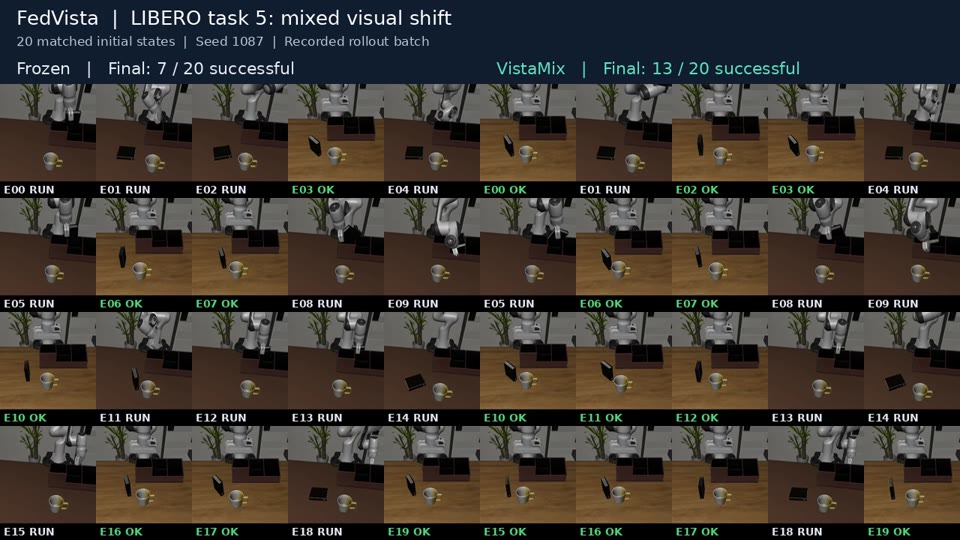 FedVista | LIBERO task 5: mixed visual shift
20 matched initial states | Seed 1087 | Recorded rollout batch
Frozen | Final: 7 / 20 successful
VistaMix | Final: 13 / 20 successful
E00 RUN E01 RUN E02 RUN E03 OK E04 RUN E00 OK E01 RUN E02 OK E03 OK E04 RUN
E05 RUN E06 OK E07 OK E08 RUN E09 RUN E05 RUN E06 OK E07 OK E08 RUN E09 RUN
E10 OK E11 RUN E12 RUN E13 RUN E14 RUN E10 OK E11 OK E12 OK E13 RUN E14 RUN
E15 RUN E16 OK E17 OK E18 RUN E19 OK E15 OK E16 OK E17 OK E18 RUN E19 OK